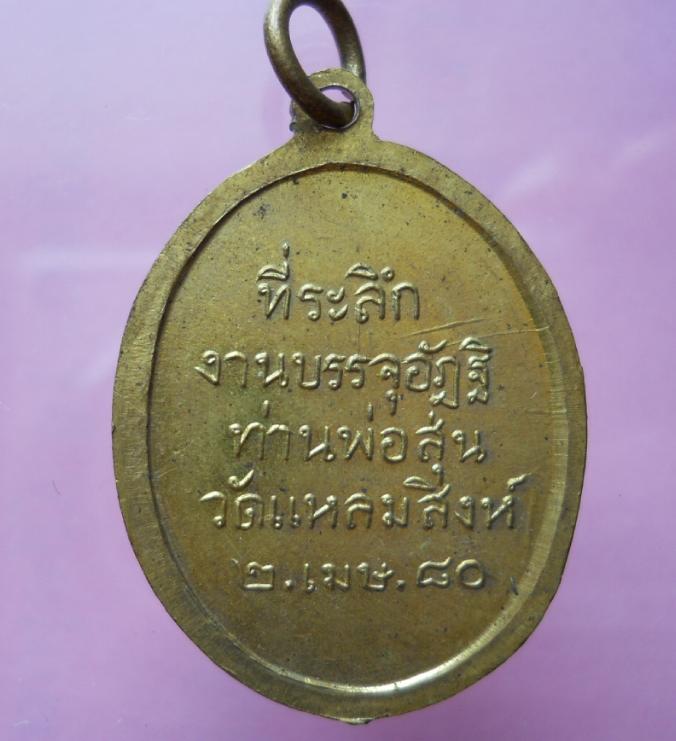 ที่ระลึก
งานบรรจุอัฏฐิ
ท่านพ่อสุ่น
วัดแหลมสิงห์
๒.เมษ.๘๐